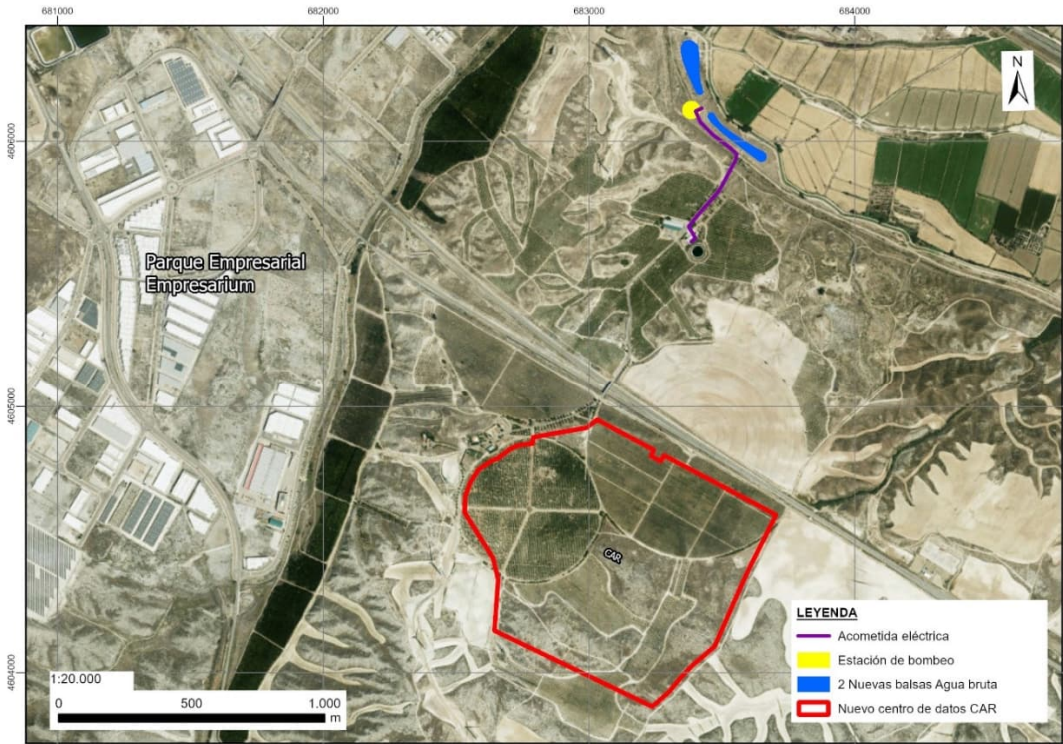 681000
682000
683000
684000
N
4606000
Parque Empresarial
Empresarium
4605000
CAR
4604000
LEYENDA
Acometida eléctrica
Estación de bombeo
2 Nuevas balsas Agua bruta
Nuevo centro de datos CAR
1:20.000
0 500 1.000
m